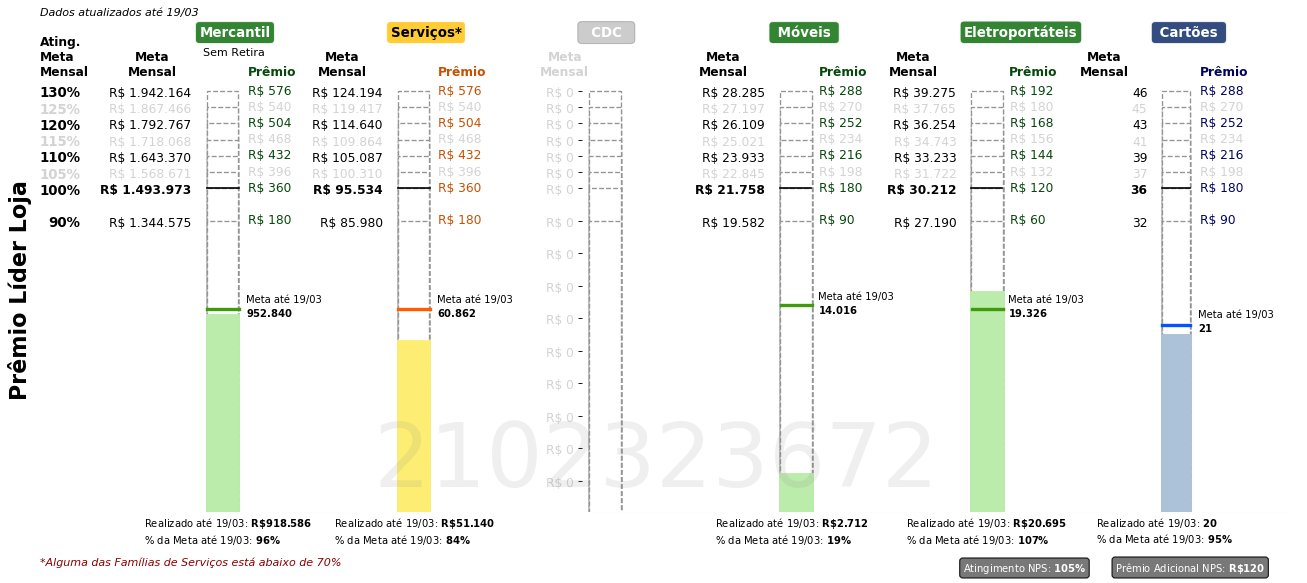 Dados atualizados até 19/03
Mercantil Serviços* CDC Móveis Eletroportáteis Cartões
Sem Retira
Ating. Meta Mensal
Meta Mensal Prêmio Meta Mensal Prêmio Meta Mensal Meta Mensal Prêmio Meta Mensal Prêmio Meta Mensal Prêmio
130% R$ 1.942.164 R$ 576 R$ 124.194 R$ 576 R$ 0 R$ 28.285 R$ 288 R$ 39.275 R$ 192 46 R$ 288
125% R$ 1.867.466 R$ 540 R$ 119.417 R$ 540 R$ 0 R$ 27.197 R$ 270 R$ 37.765 R$ 180 45 R$ 270
120% R$ 1.792.767 R$ 504 R$ 114.640 R$ 504 R$ 0 R$ 26.109 R$ 252 R$ 36.254 R$ 168 43 R$ 252
115% R$ 1.718.068 R$ 468 R$ 109.864 R$ 468 R$ 0 R$ 25.021 R$ 234 R$ 34.743 R$ 156 41 R$ 234
110% R$ 1.643.370 R$ 432 R$ 105.087 R$ 432 R$ 0 R$ 23.933 R$ 216 R$ 33.233 R$ 144 39 R$ 216
105% R$ 1.568.671 R$ 396 R$ 100.310 R$ 396 R$ 0 R$ 22.845 R$ 198 R$ 31.722 R$ 132 37 R$ 198
100% R$ 1.493.973 R$ 360 R$ 95.534 R$ 360 R$ 0 R$ 21.758 R$ 180 R$ 30.212 R$ 120 36 R$ 180
90% R$ 1.344.575 R$ 180 R$ 85.980 R$ 180 R$ 0 R$ 19.582 R$ 90 R$ 27.190 R$ 60 32 R$ 90
R$ 0
R$ 0
R$ 0
R$ 0
R$ 0
R$ 0
R$ 0
R$ 0
Prêmio Líder Loja
Meta até 19/03 Meta até 19/03 Meta até 19/03 Meta até 19/03 Meta até 19/03
952.840 60.862 14.016 19.326 21
2102323672
Realizado até 19/03: R$918.586 Realizado até 19/03: R$51.140 Realizado até 19/03: R$2.712 Realizado até 19/03: R$20.695 Realizado até 19/03: 20
% da Meta até 19/03: 96% % da Meta até 19/03: 84% % da Meta até 19/03: 19% % da Meta até 19/03: 107% % da Meta até 19/03: 95%
*Alguma das Famílias de Serviços está abaixo de 70%
Atingimento NPS: 105% Prêmio Adicional NPS: R$120